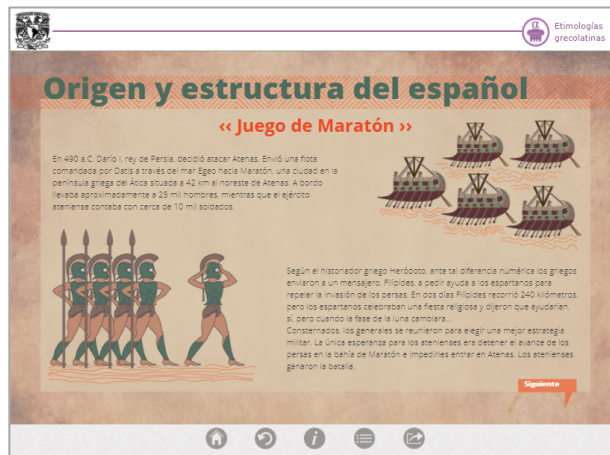 Etimologías
grecolatinas
Origen y estructura del español
‹‹ Juego de Maratón ››
En 490 a.C. Darío I, rey de Persia, decidió atacar Atenas. Envió una flota
comandada por Datis a través del mar Egeo hacia Maratón, una ciudad en la
península griega del Ática situada a 42 km al noreste de Atenas. A bordo
llevaba aproximadamente a 25 mil hombres, mientras que el ejército
ateniense contaba con cerca de 10 mil soldados.
Según el historiador griego Heródoto, ante tal diferencia numérica los griegos
enviaron a un mensajero, Filípides, a pedir ayuda a los espartanos para
repeler la invasión de los persas. En dos días Filípides recorrió 240 kilómetros,
pero los espartanos celebraban una fiesta religiosa y dijeron que ayudarían,
sí, pero cuando la fase de la luna cambiara...
Consternados, los generales se reunieron para elegir una mejor estrategia
militar. La única esperanza para los atenienses era detener el avance de los
persas en la bahía de Maratón e impedirles entrar en Atenas. Los atenienses
ganaron la batalla.
Siguiente